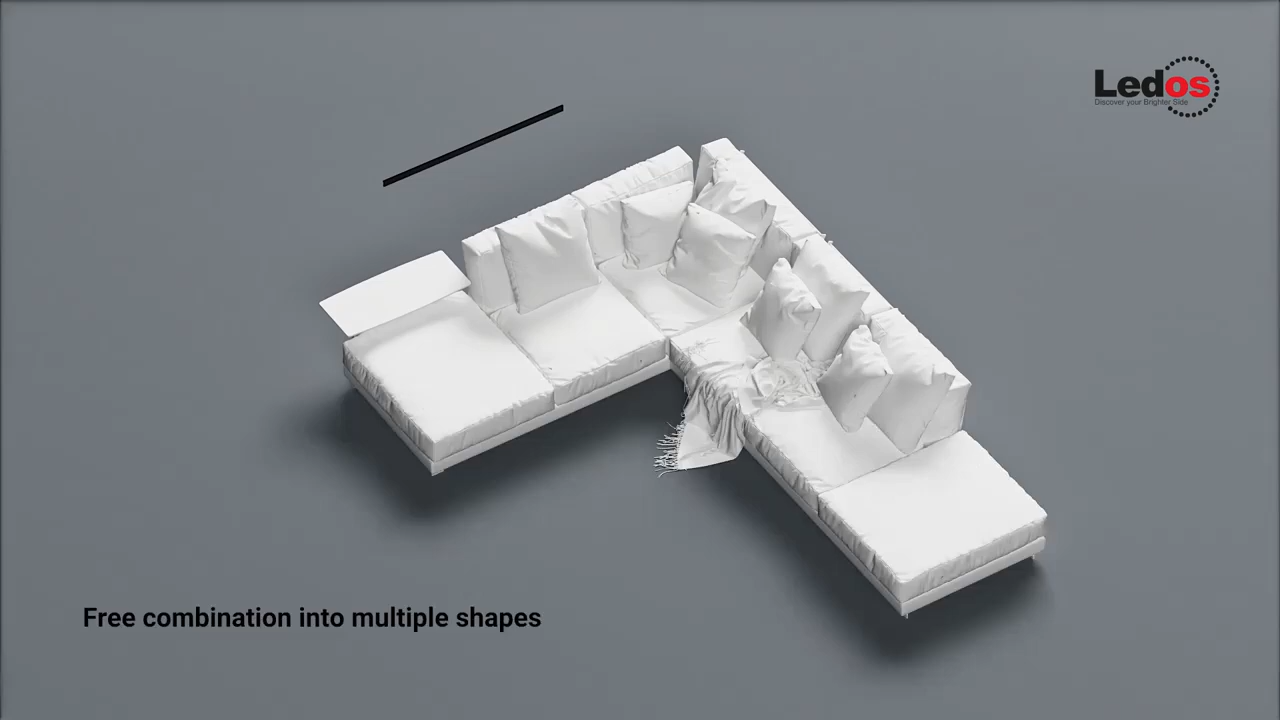 Ledos
Discover your Brighter Side
Free combination into multiple shapes